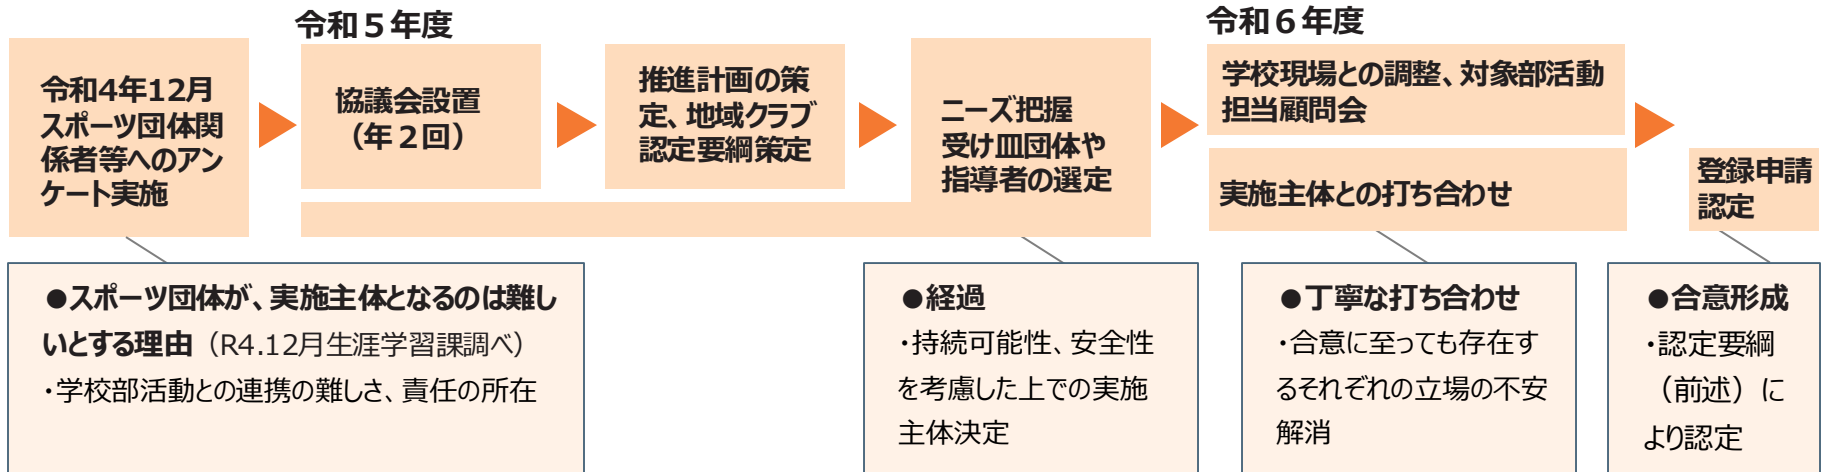 令和５年度
令和６年度
令和4年12月
スポーツ団体関
係者等へのアン
ケート実施
協議会設置
（年２回）
推進計画の策
定、地域クラブ
認定要綱策定
ニーズ把握
受け皿団体や
指導者の選定
学校現場との調整、対象部活動
担当顧問会
実施主体との打ち合わせ
登録申請
認定
●スポーツ団体が、実施主体となるのは難し
いとする理由（R4.12月生涯学習課調べ）
・学校部活動との連携の難しさ、責任の所在
●経過
・持続可能性、安全性
を考慮した上での実施
主体決定
●丁寧な打ち合わせ
・合意に至っても存在す
るそれぞれの立場の不安
解消
●合意形成
・認定要綱
（前述）に
より認定